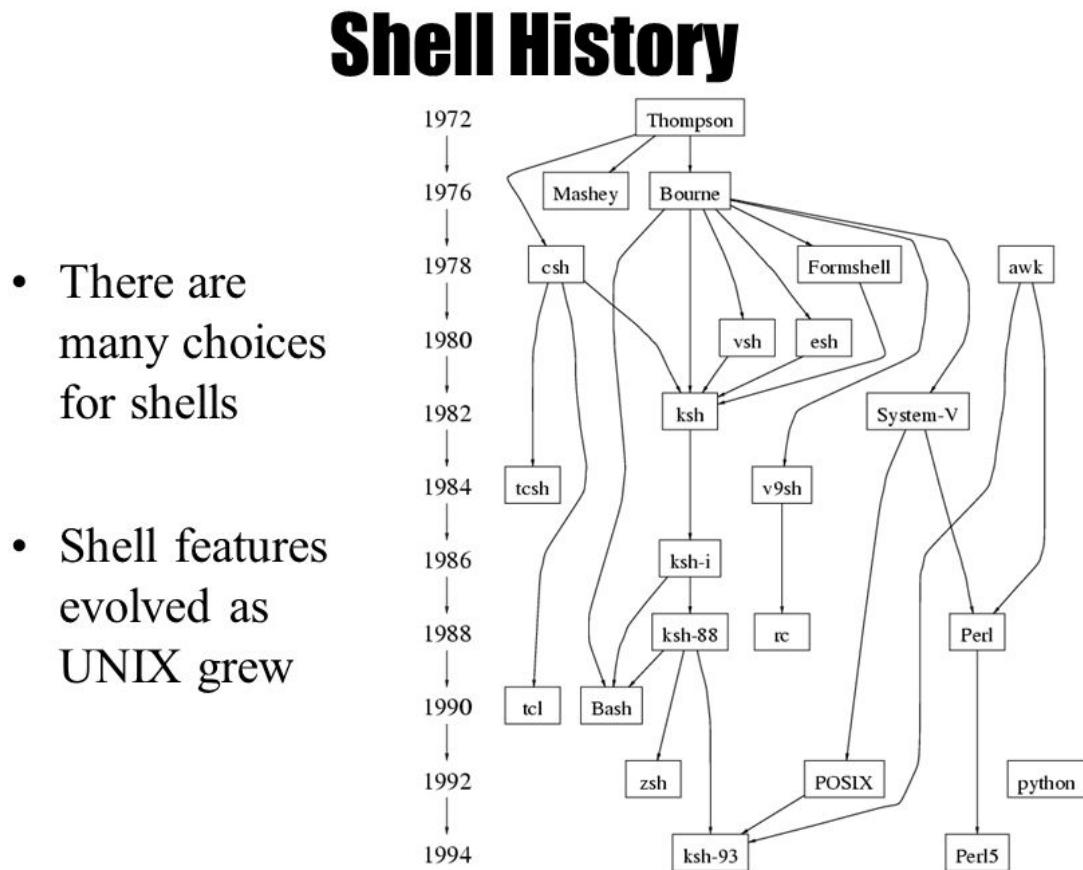 Shell History
1972
Thompson
1976
Mashey
Bourne
• There are
many choices
for shells
1978
csh
Formshell
awk
1980
vsh
esh
1982
ksh
System-V
1984
tcsh
v9sh
• Shell features
evolved as
UNIX grew
1986
ksh-i
1988
ksh-88
rc
Perl
1990
tcl
Bash
1992
zsh
POSIX
python
1994
ksh-93
Perl5